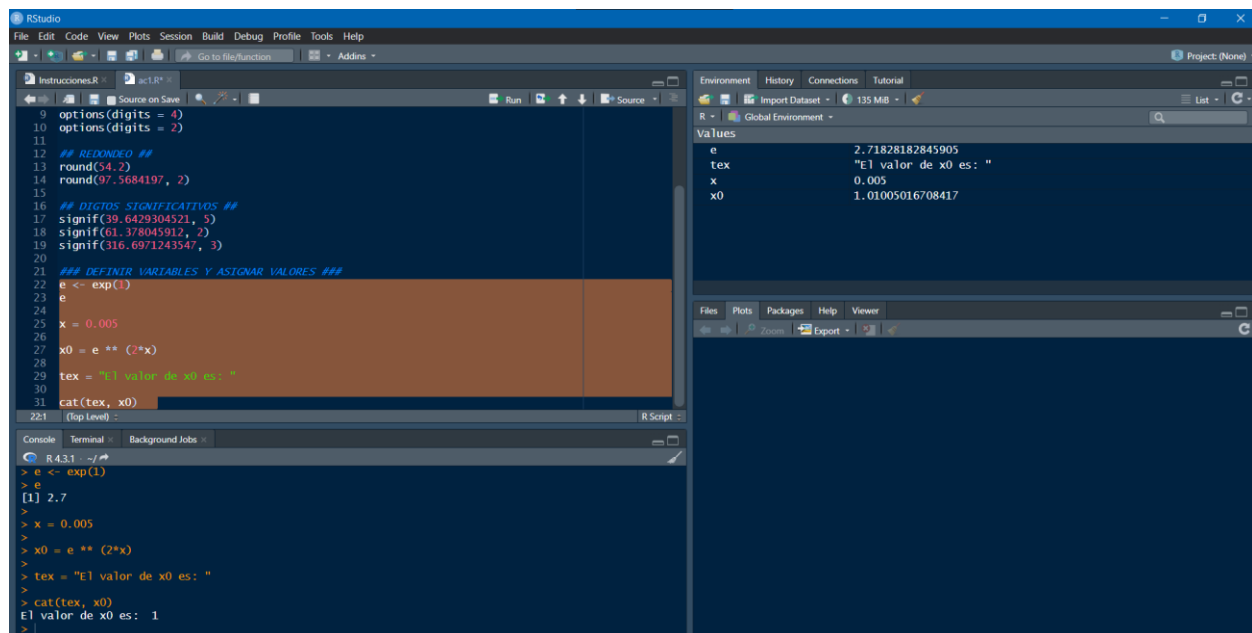 RStudio
File Edit Code View Plots Session Build Debug Profile Tools Help
Go to file/function Addins Project: (None)
Instrucciones.R ac1.R*
Source on Save Run Source
9 options(digits = 4)
10 options(digits = 2)
11
12 ## REDONDEO ##
13 round(54.2)
14 round(97.5684197, 2)
15
16 ## DIGTOS SIGNIFICATIVOS ##
17 signif(39.6429304521, 5)
18 signif(61.378045912, 2)
19 signif(316.6971243547, 3)
20
21 ### DEFINIR VARIABLES Y ASIGNAR VALORES ###
22 e <- exp(1)
23 e
24
25 x = 0.005
26
27 x0 = e ** (2*x)
28
29 tex = "El valor de x0 es: "
30
31 cat(tex, x0)
22:1 (Top Level) R Script
Console Terminal Background Jobs
R 4.3.1 · ~/
> e <- exp(1)
> e
[1] 2.7
>
> x = 0.005
>
> x0 = e ** (2*x)
>
> tex = "El valor de x0 es: "
>
> cat(tex, x0)
El valor de x0 es:  1
>
Environment History Connections Tutorial
Import Dataset 135 MiB List
R Global Environment
Values
e 2.71828182845905
tex "El valor de x0 es: "
x 0.005
x0 1.01005016708417
Files Plots Packages Help Viewer
Zoom Export